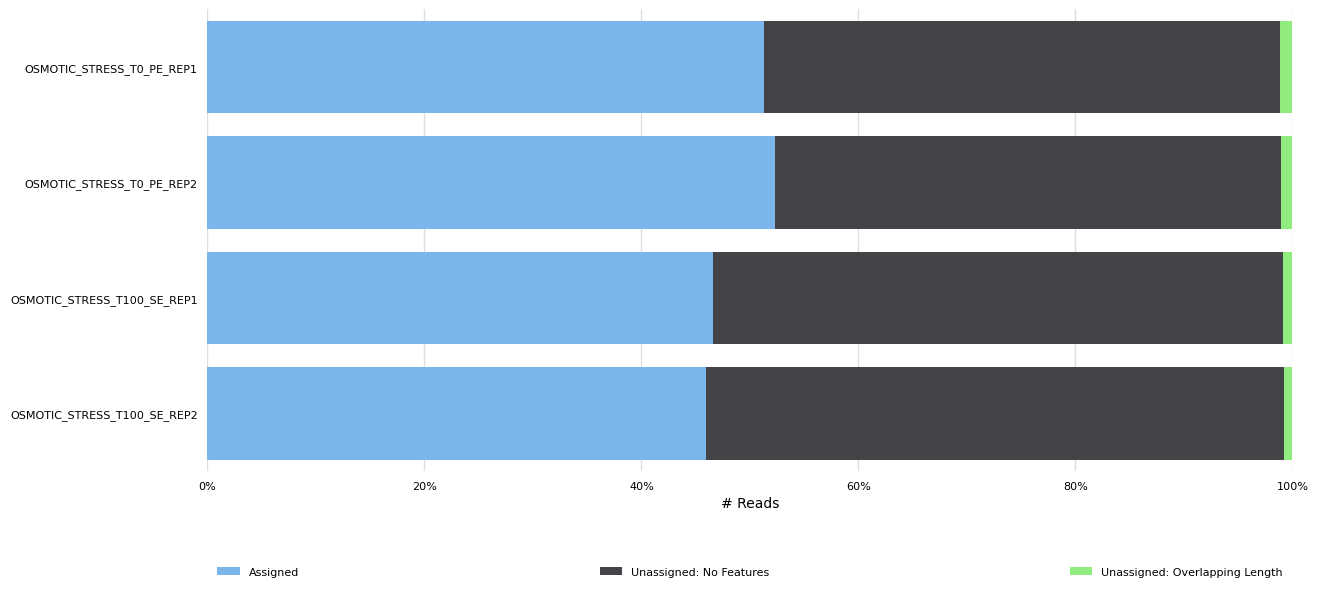 OSMOTIC_STRESS_T0_PE_REP1
OSMOTIC_STRESS_T0_PE_REP2
OSMOTIC_STRESS_T100_SE_REP1
OSMOTIC_STRESS_T100_SE_REP2
0% 20% 40% 60% 80% 100%
# Reads
Assigned Unassigned: No Features Unassigned: Overlapping Length